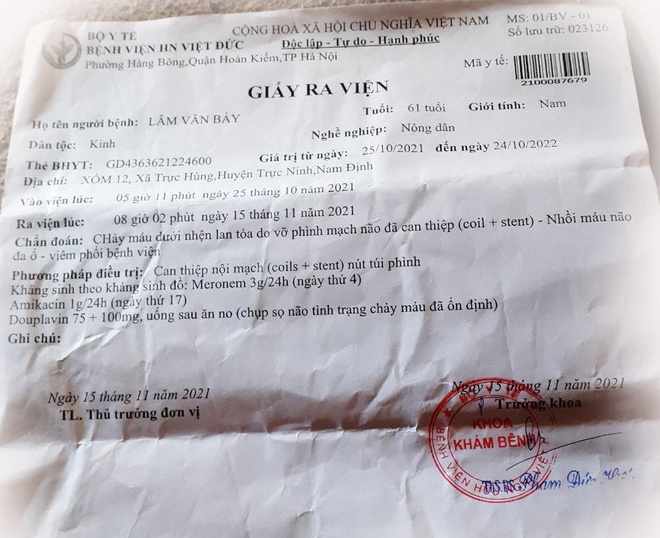 BỘ Y TẾ
BỆNH VIỆN HN VIỆT ĐỨC
Phường Hàng Bông,Quận Hoàn Kiếm,TP Hà Nội
CỘNG HOÀ XÃ HỘI CHỦ NGHĨA VIỆT NAM
Độc lập - Tự do - Hạnh phúc
MS: 01/BV - 01
Số lưu trữ: 023126
Mã y tế:
2100087679
GIẤY RA VIỆN
Họ tên người bệnh: LÂM VĂN BẢY Tuổi: 61 tuổi Giới tính: Nam
Dân tộc: Kinh Nghề nghiệp: Nông dân
Thẻ BHYT: GD4363621224600 Giá trị từ ngày: 25/10/2021 đến ngày 24/10/2022
Địa chỉ: XÓM 12, Xã Trực Hùng,Huyện Trực Ninh,Nam Định
Vào viện lúc: 05 giờ 11 phút ngày 25 tháng 10 năm 2021
Ra viện lúc: 08 giờ 02 phút ngày 15 tháng 11 năm 2021
Chẩn đoán: CHảy máu dưới nhện lan tỏa do vỡ phình mạch não đã can thiệp (coil + stent) - Nhồi máu não
đa ổ - viêm phổi bệnh viện
Phương pháp điều trị: Can thiệp nội mạch (coils + stent) nút túi phình
Kháng sinh theo kháng sinh đồ: Meronem 3g/24h (ngày thứ 4)
Amikacin 1g/24h (ngày thứ 17)
Douplavin 75 + 100mg, uống sau ăn no (chụp sọ não tình trạng chảy máu đã ổn định)
Ghi chú:
Ngày 15 tháng 11 năm 2021
TL. Thủ trưởng đơn vị
Ngày 15 tháng 11 năm 2021
Trưởng khoa
KHOA
KHÁM BỆNH